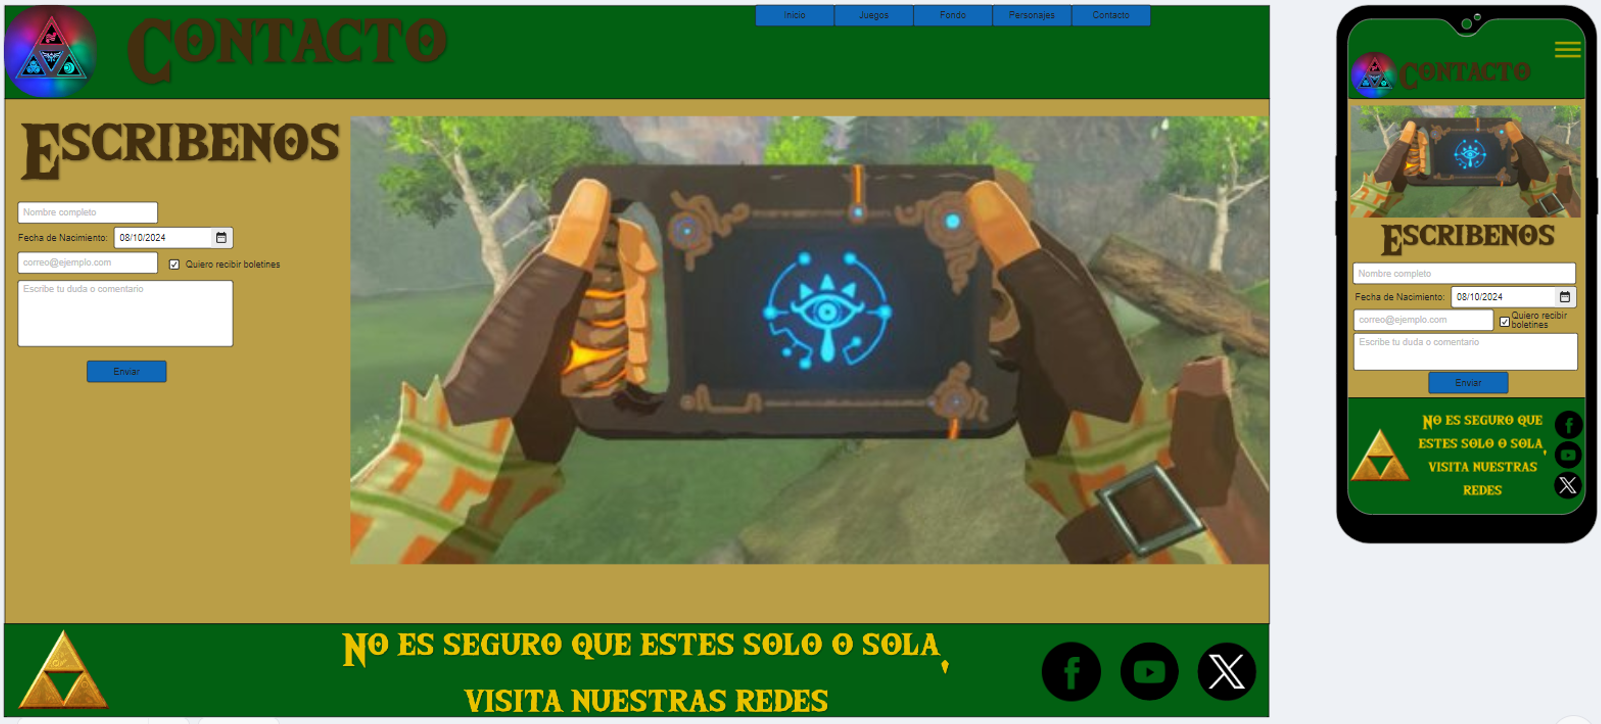 CONTACTO
Inicio Juegos Fondo Personajes Contacto
ESCRIBENOS
Nombre completo
Fecha de Nacimiento: 08/10/2024
correo@ejemplo.com Quiero recibir boletines
Escribe tu duda o comentario
Enviar
NO ES SEGURO QUE ESTES SOLO O SOLA,
VISITA NUESTRAS REDES
CONTACTO
ESCRIBENOS
Nombre completo
Fecha de Nacimiento: 08/10/2024
correo@ejemplo.com Quiero recibir
boletines
Escribe tu duda o comentario
Enviar
NO ES SEGURO QUE
ESTES SOLO O SOLA,
VISITA NUESTRAS
REDES